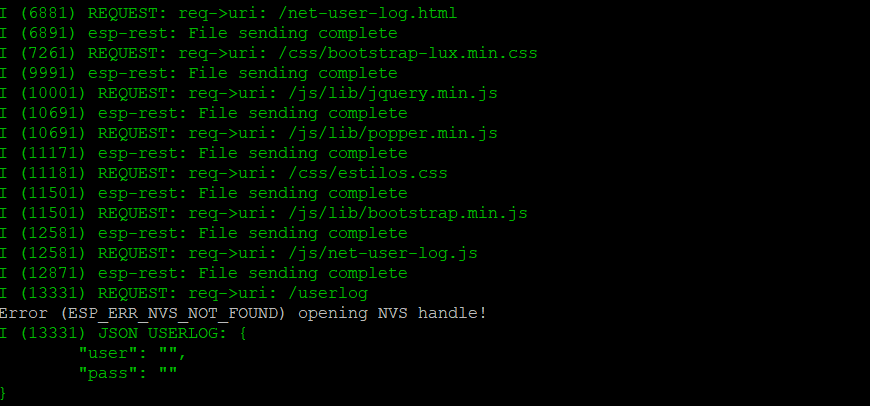 I (6881) REQUEST: req->uri: /net-user-log.html
I (6891) esp-rest: File sending complete
I (7261) REQUEST: req->uri: /css/bootstrap-lux.min.css
I (9991) esp-rest: File sending complete
I (10001) REQUEST: req->uri: /js/lib/jquery.min.js
I (10691) esp-rest: File sending complete
I (10691) REQUEST: req->uri: /js/lib/popper.min.js
I (11171) esp-rest: File sending complete
I (11181) REQUEST: req->uri: /css/estilos.css
I (11501) esp-rest: File sending complete
I (11501) REQUEST: req->uri: /js/lib/bootstrap.min.js
I (12581) esp-rest: File sending complete
I (12581) REQUEST: req->uri: /js/net-user-log.js
I (12871) esp-rest: File sending complete
I (13331) REQUEST: req->uri: /userlog
Error (ESP_ERR_NVS_NOT_FOUND) opening NVS handle!
I (13331) JSON USERLOG: {
        "user": "",
        "pass": ""
}